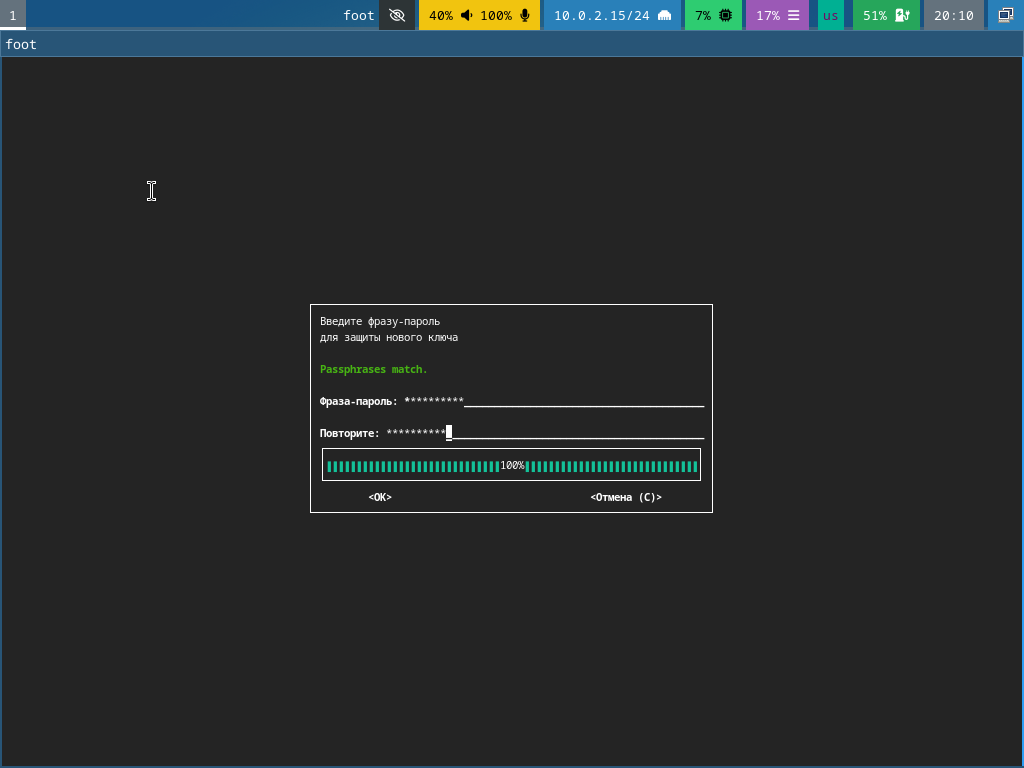 1 foot 40% 100% 10.0.2.15/24 7% 17% us 51% 20:10
foot
Введите фразу-пароль
для защиты нового ключа
Passphrases match.
Фраза-пароль: **********
Повторите: **********
100%
<OK> <Отмена (C)>